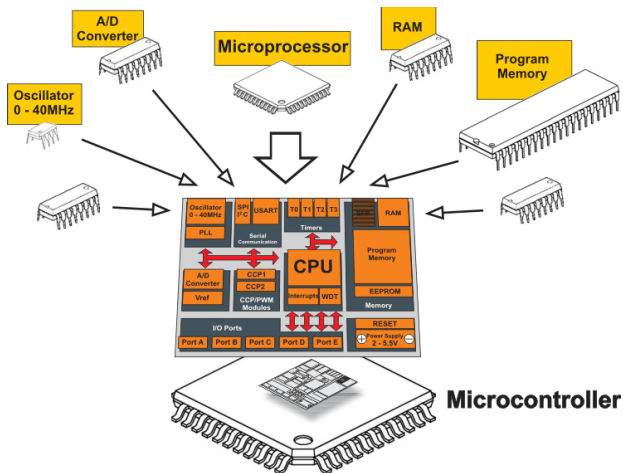 A/D
Converter
Microprocessor
RAM
Program
Memory
Oscillator
0 - 40MHz
Oscillator
0 - 40MHz
PLL
SPI
I²C
USART
Serial
Communication
T0
T1
T2
T3
Timers
SFR
RAM
Program
Memory
EEPROM
Memory
A/D
Converter
Vref
CCP1
CCP2
CCP/PWM
Modules
CPU
Interrupts
WDT
I/O Ports
Port A
Port B
Port C
Port D
Port E
RESET
Power Supply
2 - 5.5V
Microcontroller